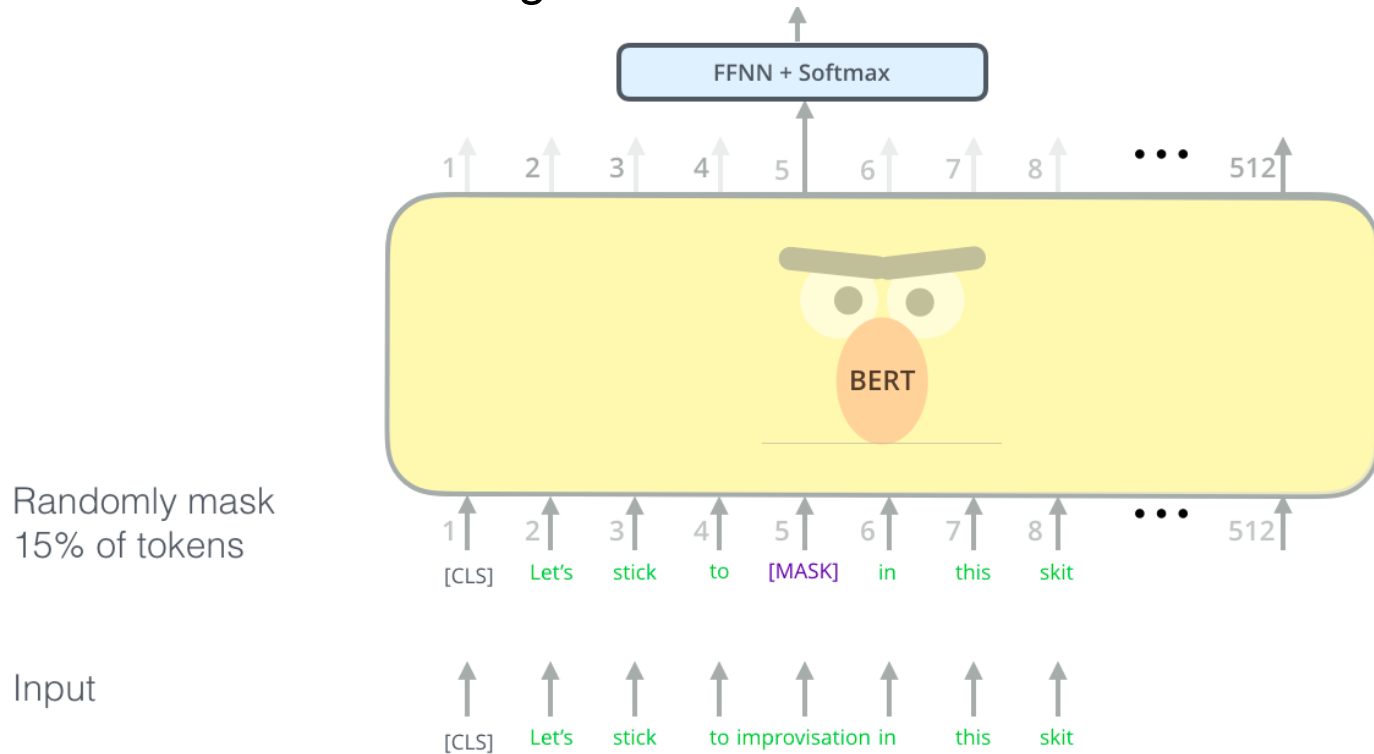 FFNN + Softmax
1 2 3 4 5 6 7 8 ••• 512
BERT
Randomly mask
15% of tokens
1 2 3 4 5 6 7 8 ••• 512
[CLS] Let's stick to [MASK] in this skit
Input
[CLS] Let's stick to improvisation in this skit